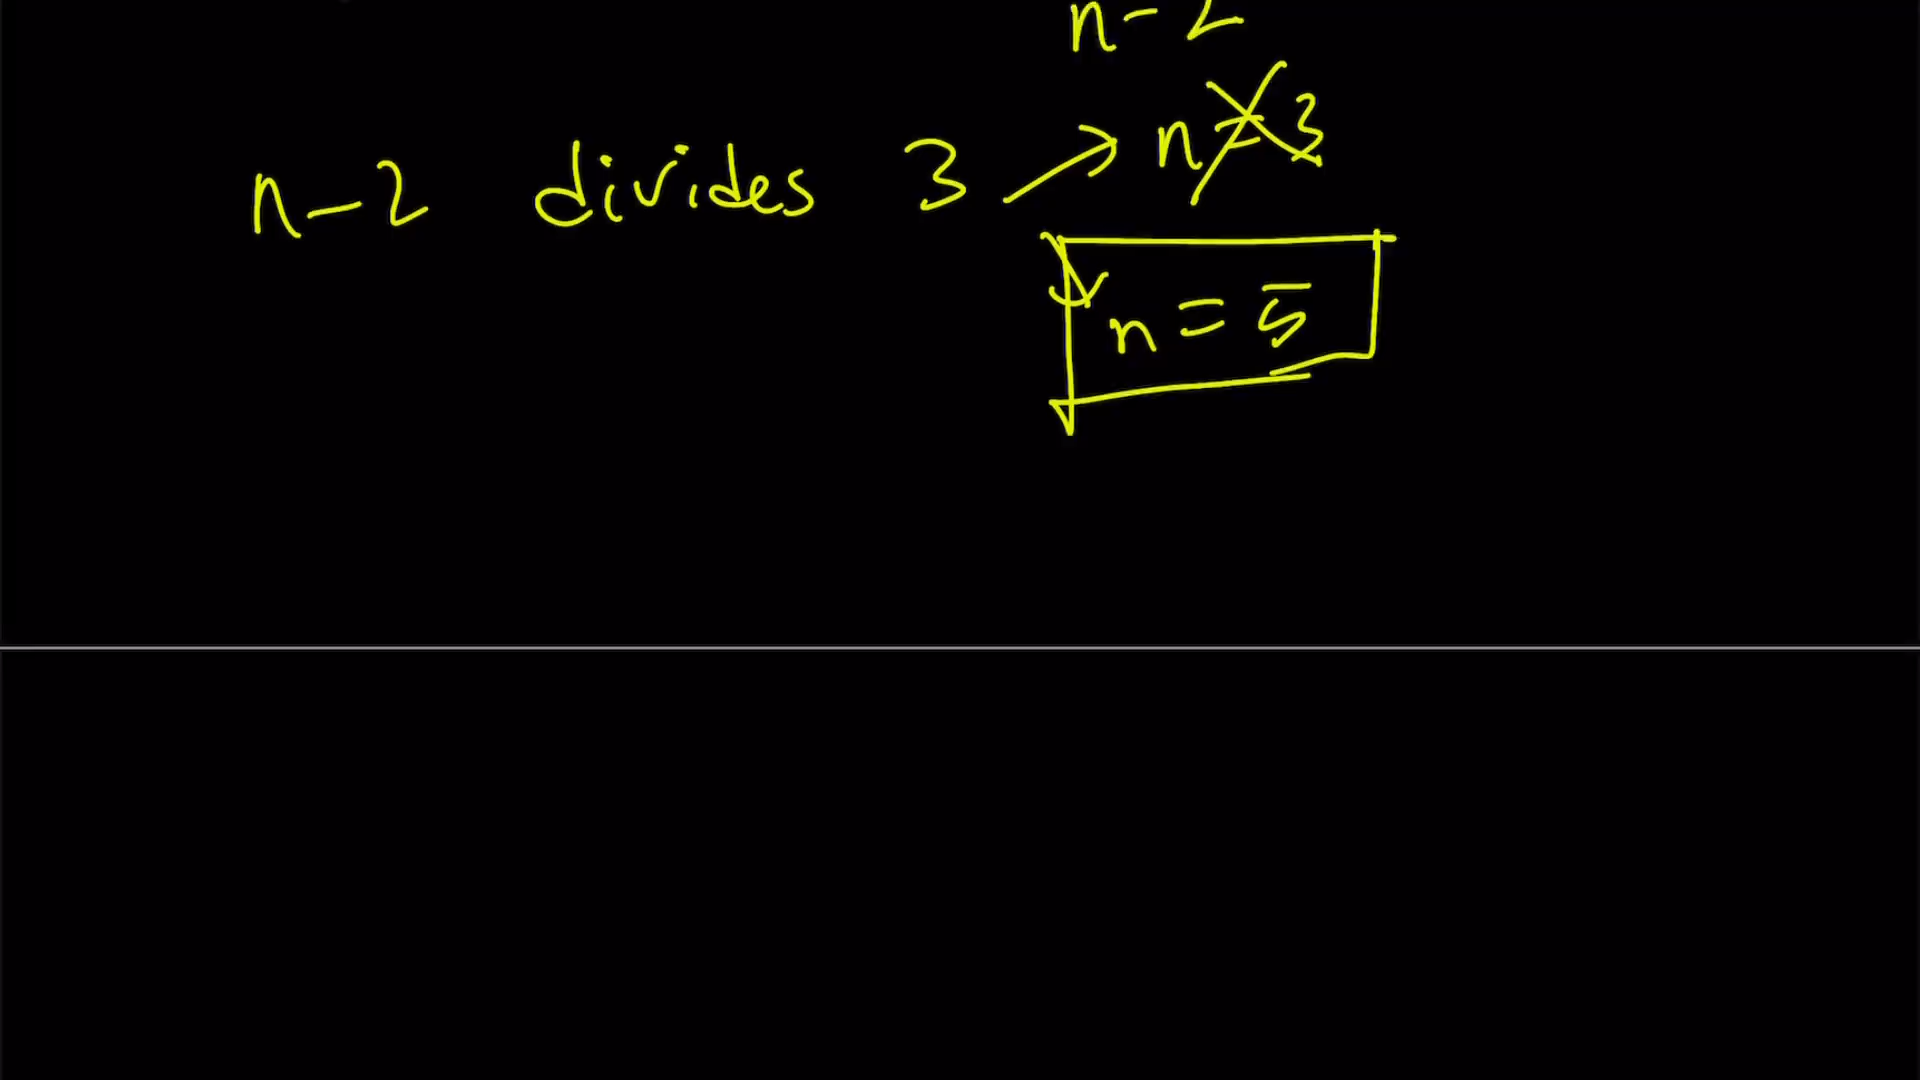 n-2
n-2 divides 3 → n=3
n = 5